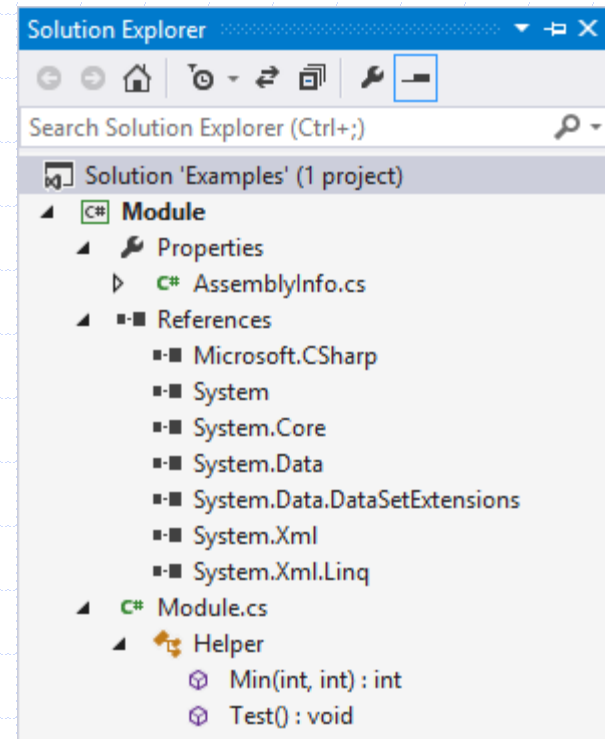 Solution Explorer
Search Solution Explorer (Ctrl+;)
Solution 'Examples' (1 project)
C# Module
Properties
C# AssemblyInfo.cs
References
Microsoft.CSharp
System
System.Core
System.Data
System.Data.DataSetExtensions
System.Xml
System.Xml.Linq
C# Module.cs
Helper
Min(int, int) : int
Test() : void